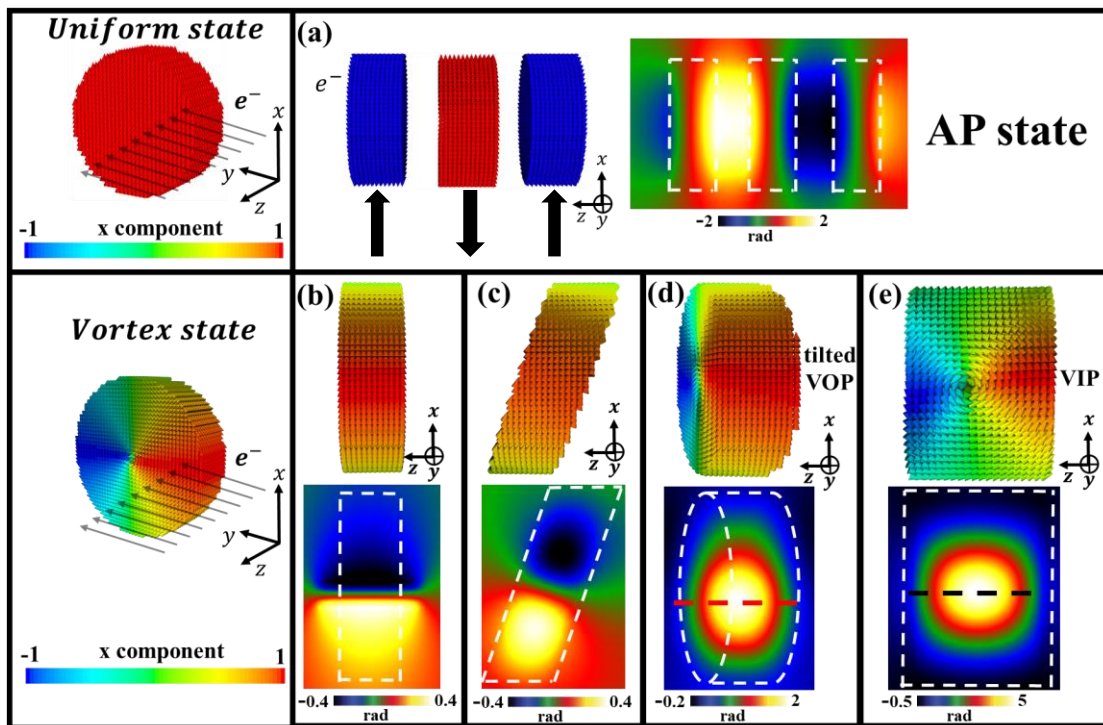 Uniform state
e⁻
x
y
z
x component
-1
1
(a)
e⁻
x
z
y
−2
2
rad
AP state
Vortex state
e⁻
x
y
z
x component
-1
1
(b)
x
z
y
−0.4
0.4
rad
(c)
x
z
y
−0.4
0.4
rad
(d)
tilted
VOP
x
z
y
−0.2
2
rad
(e)
VIP
x
z
y
−0.5
5
rad